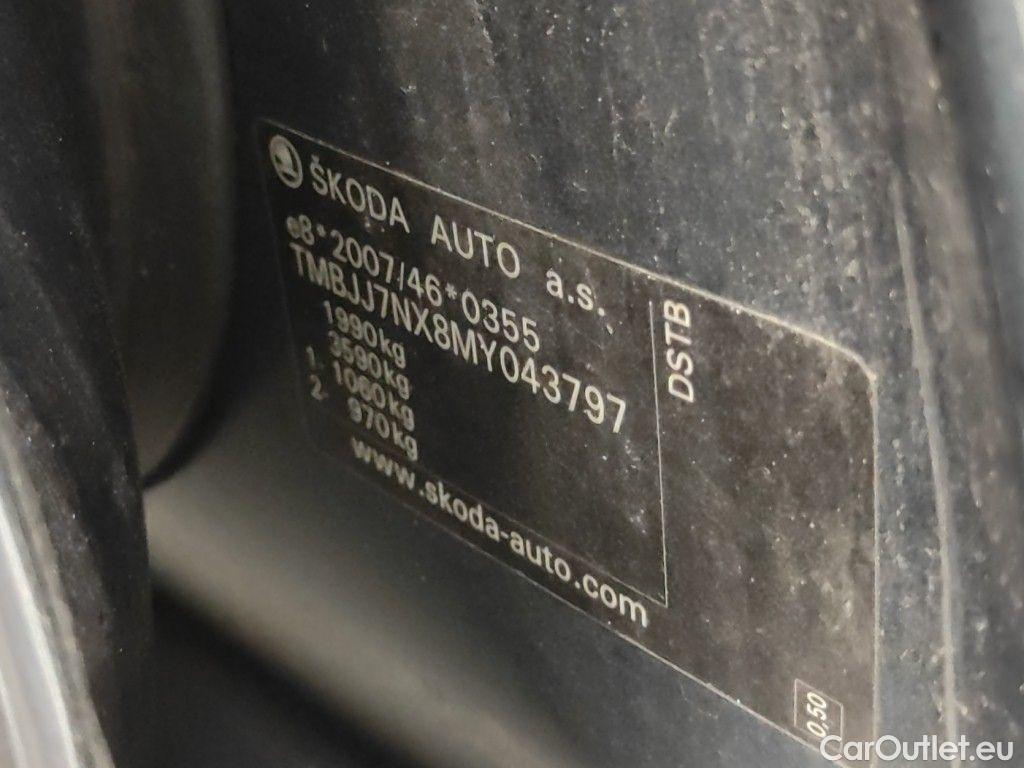 ŠKODA AUTO a.s.
e8*2007/46*0355
TMBJJ7NX8MY043797
1990kg
3590kg
1. 1060kg
2. 970kg
www.skoda-auto.com
DSTB
0,50
CarOutlet.eu